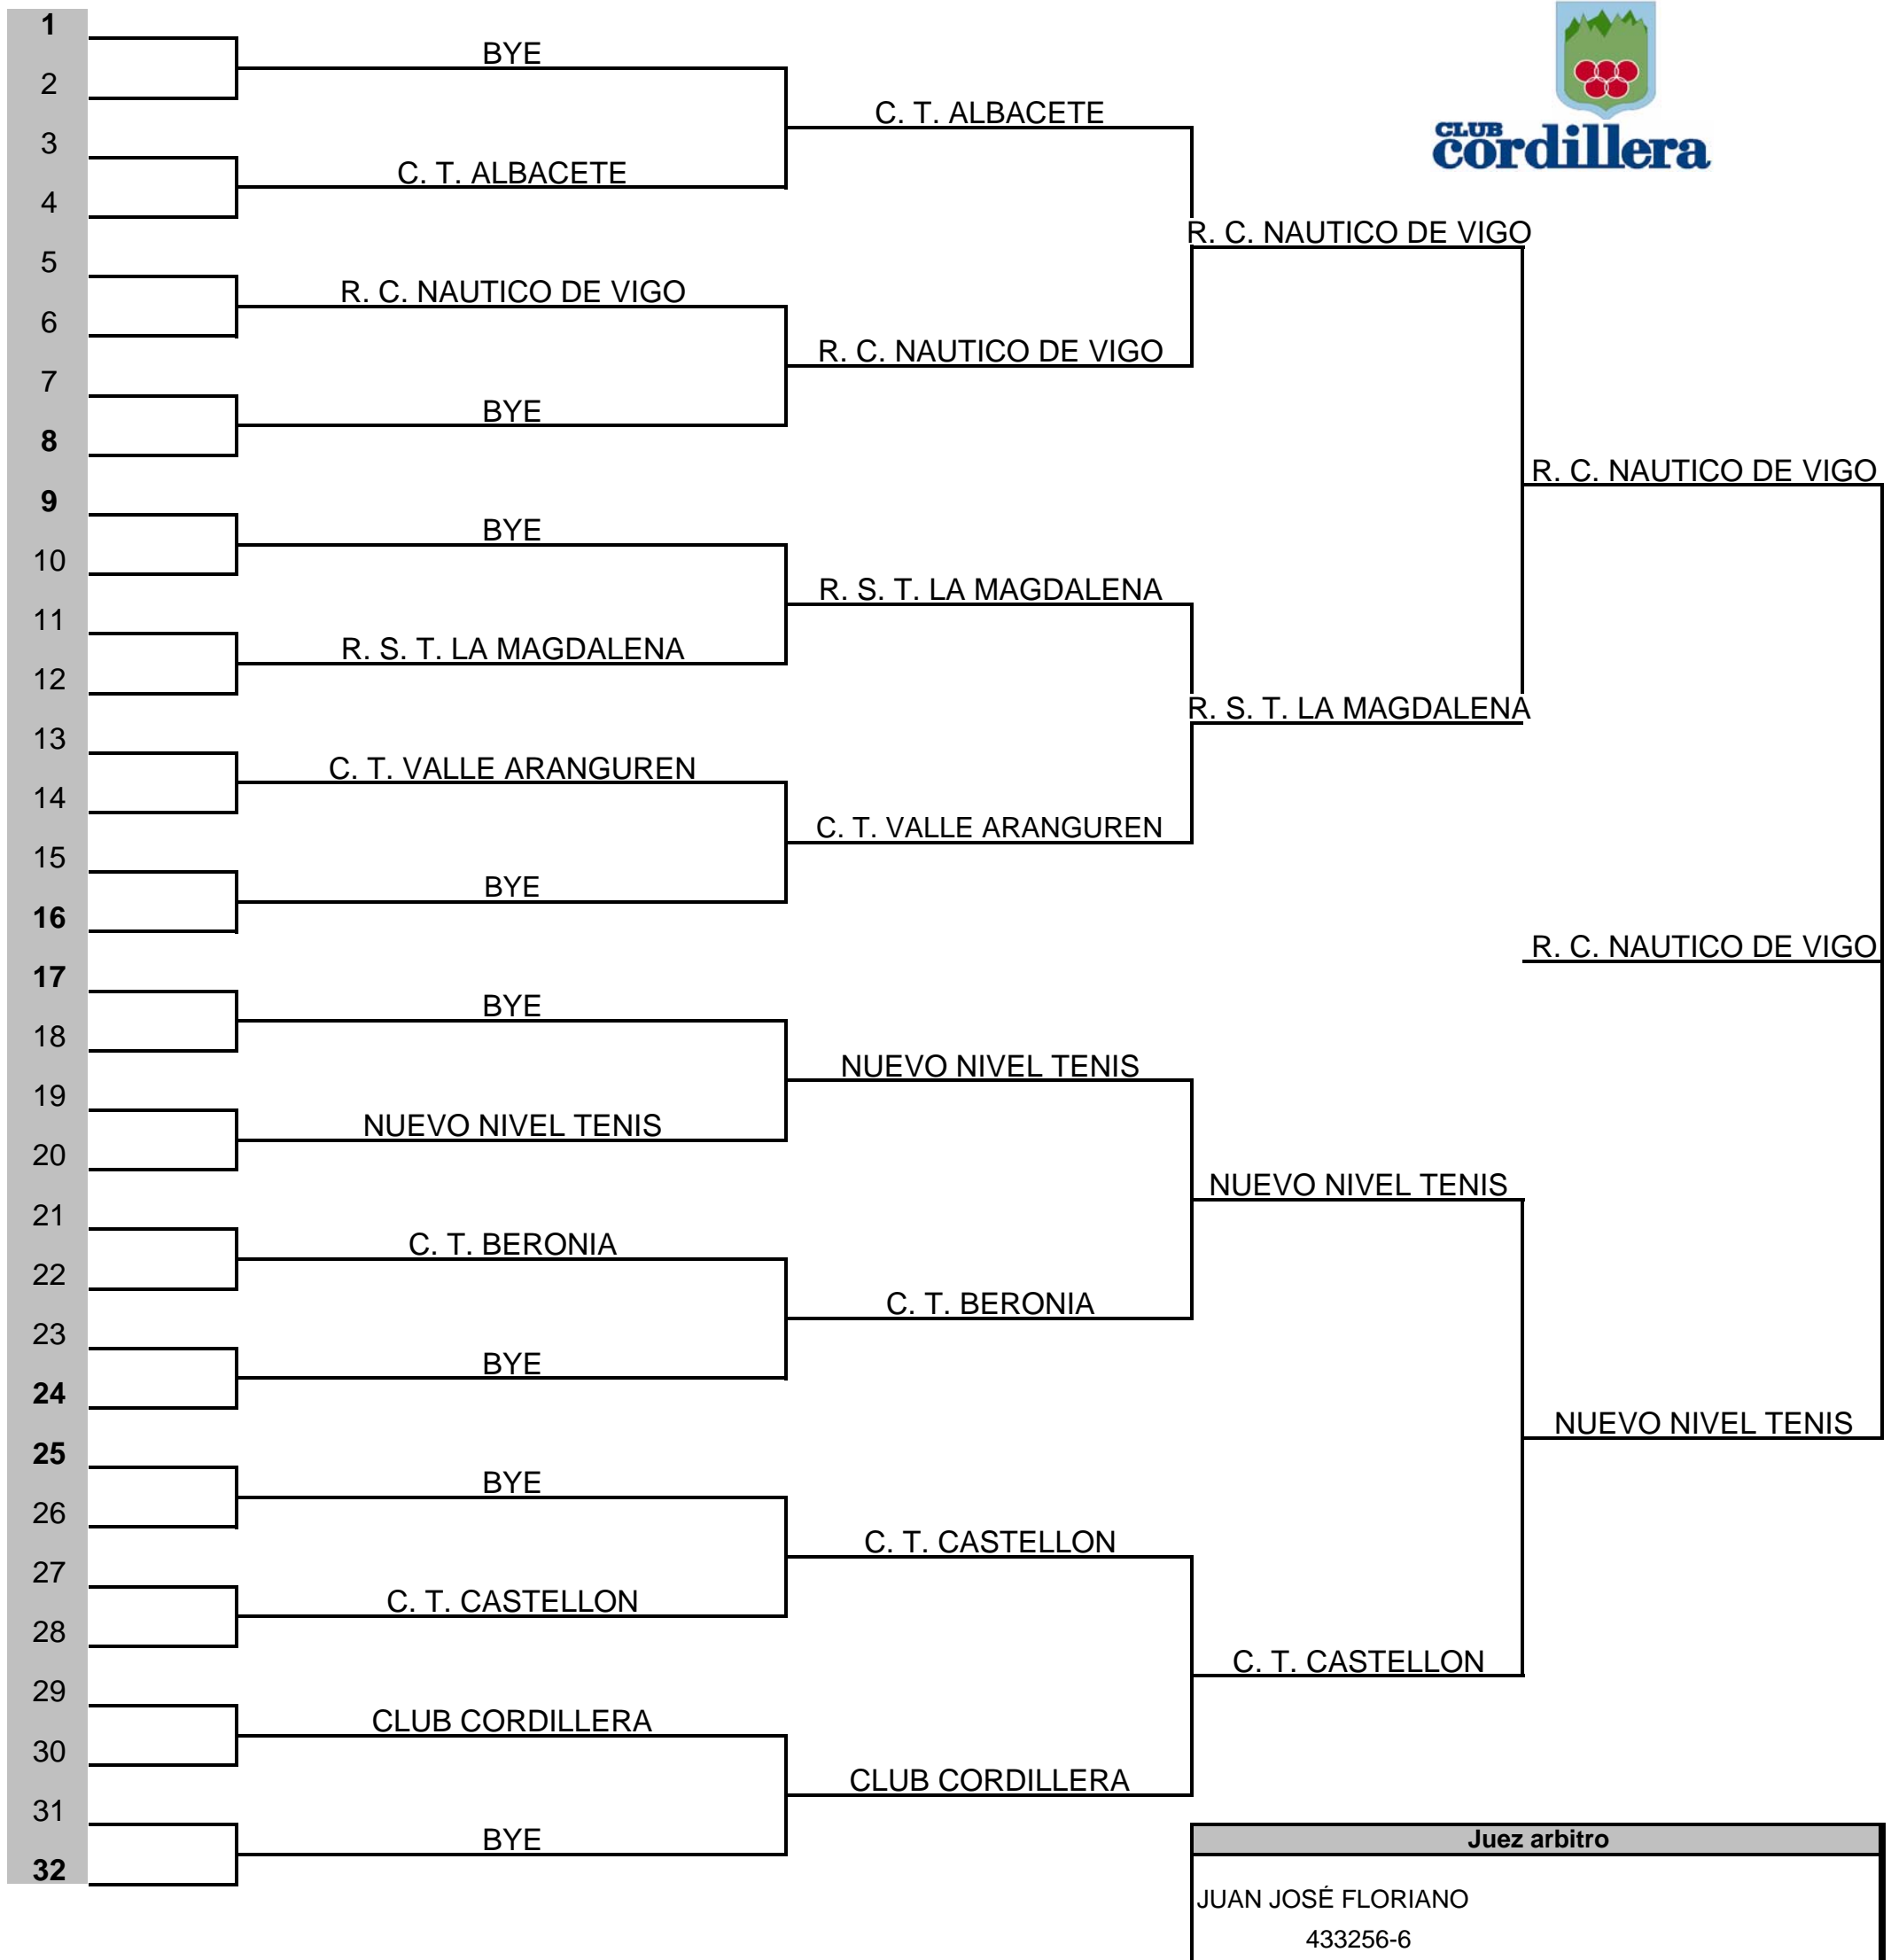 1
BYE
2
C. T. ALBACETE
CLUB
cordillera
3
C. T. ALBACETE
4
R. C. NAUTICO DE VIGO
5
R. C. NAUTICO DE VIGO
6
R. C. NAUTICO DE VIGO
7
BYE
8
R. C. NAUTICO DE VIGO
9
BYE
10
R. S. T. LA MAGDALENA
11
R. S. T. LA MAGDALENA
12
R. S. T. LA MAGDALENA
13
C. T. VALLE ARANGUREN
14
C. T. VALLE ARANGUREN
15
BYE
16
R. C. NAUTICO DE VIGO
17
BYE
18
NUEVO NIVEL TENIS
19
NUEVO NIVEL TENIS
20
NUEVO NIVEL TENIS
21
C. T. BERONIA
22
C. T. BERONIA
23
BYE
24
NUEVO NIVEL TENIS
25
BYE
26
C. T. CASTELLON
27
C. T. CASTELLON
28
C. T. CASTELLON
29
CLUB CORDILLERA
30
CLUB CORDILLERA
31
BYE
32
Juez arbitro
JUAN JOSÉ FLORIANO
433256-6